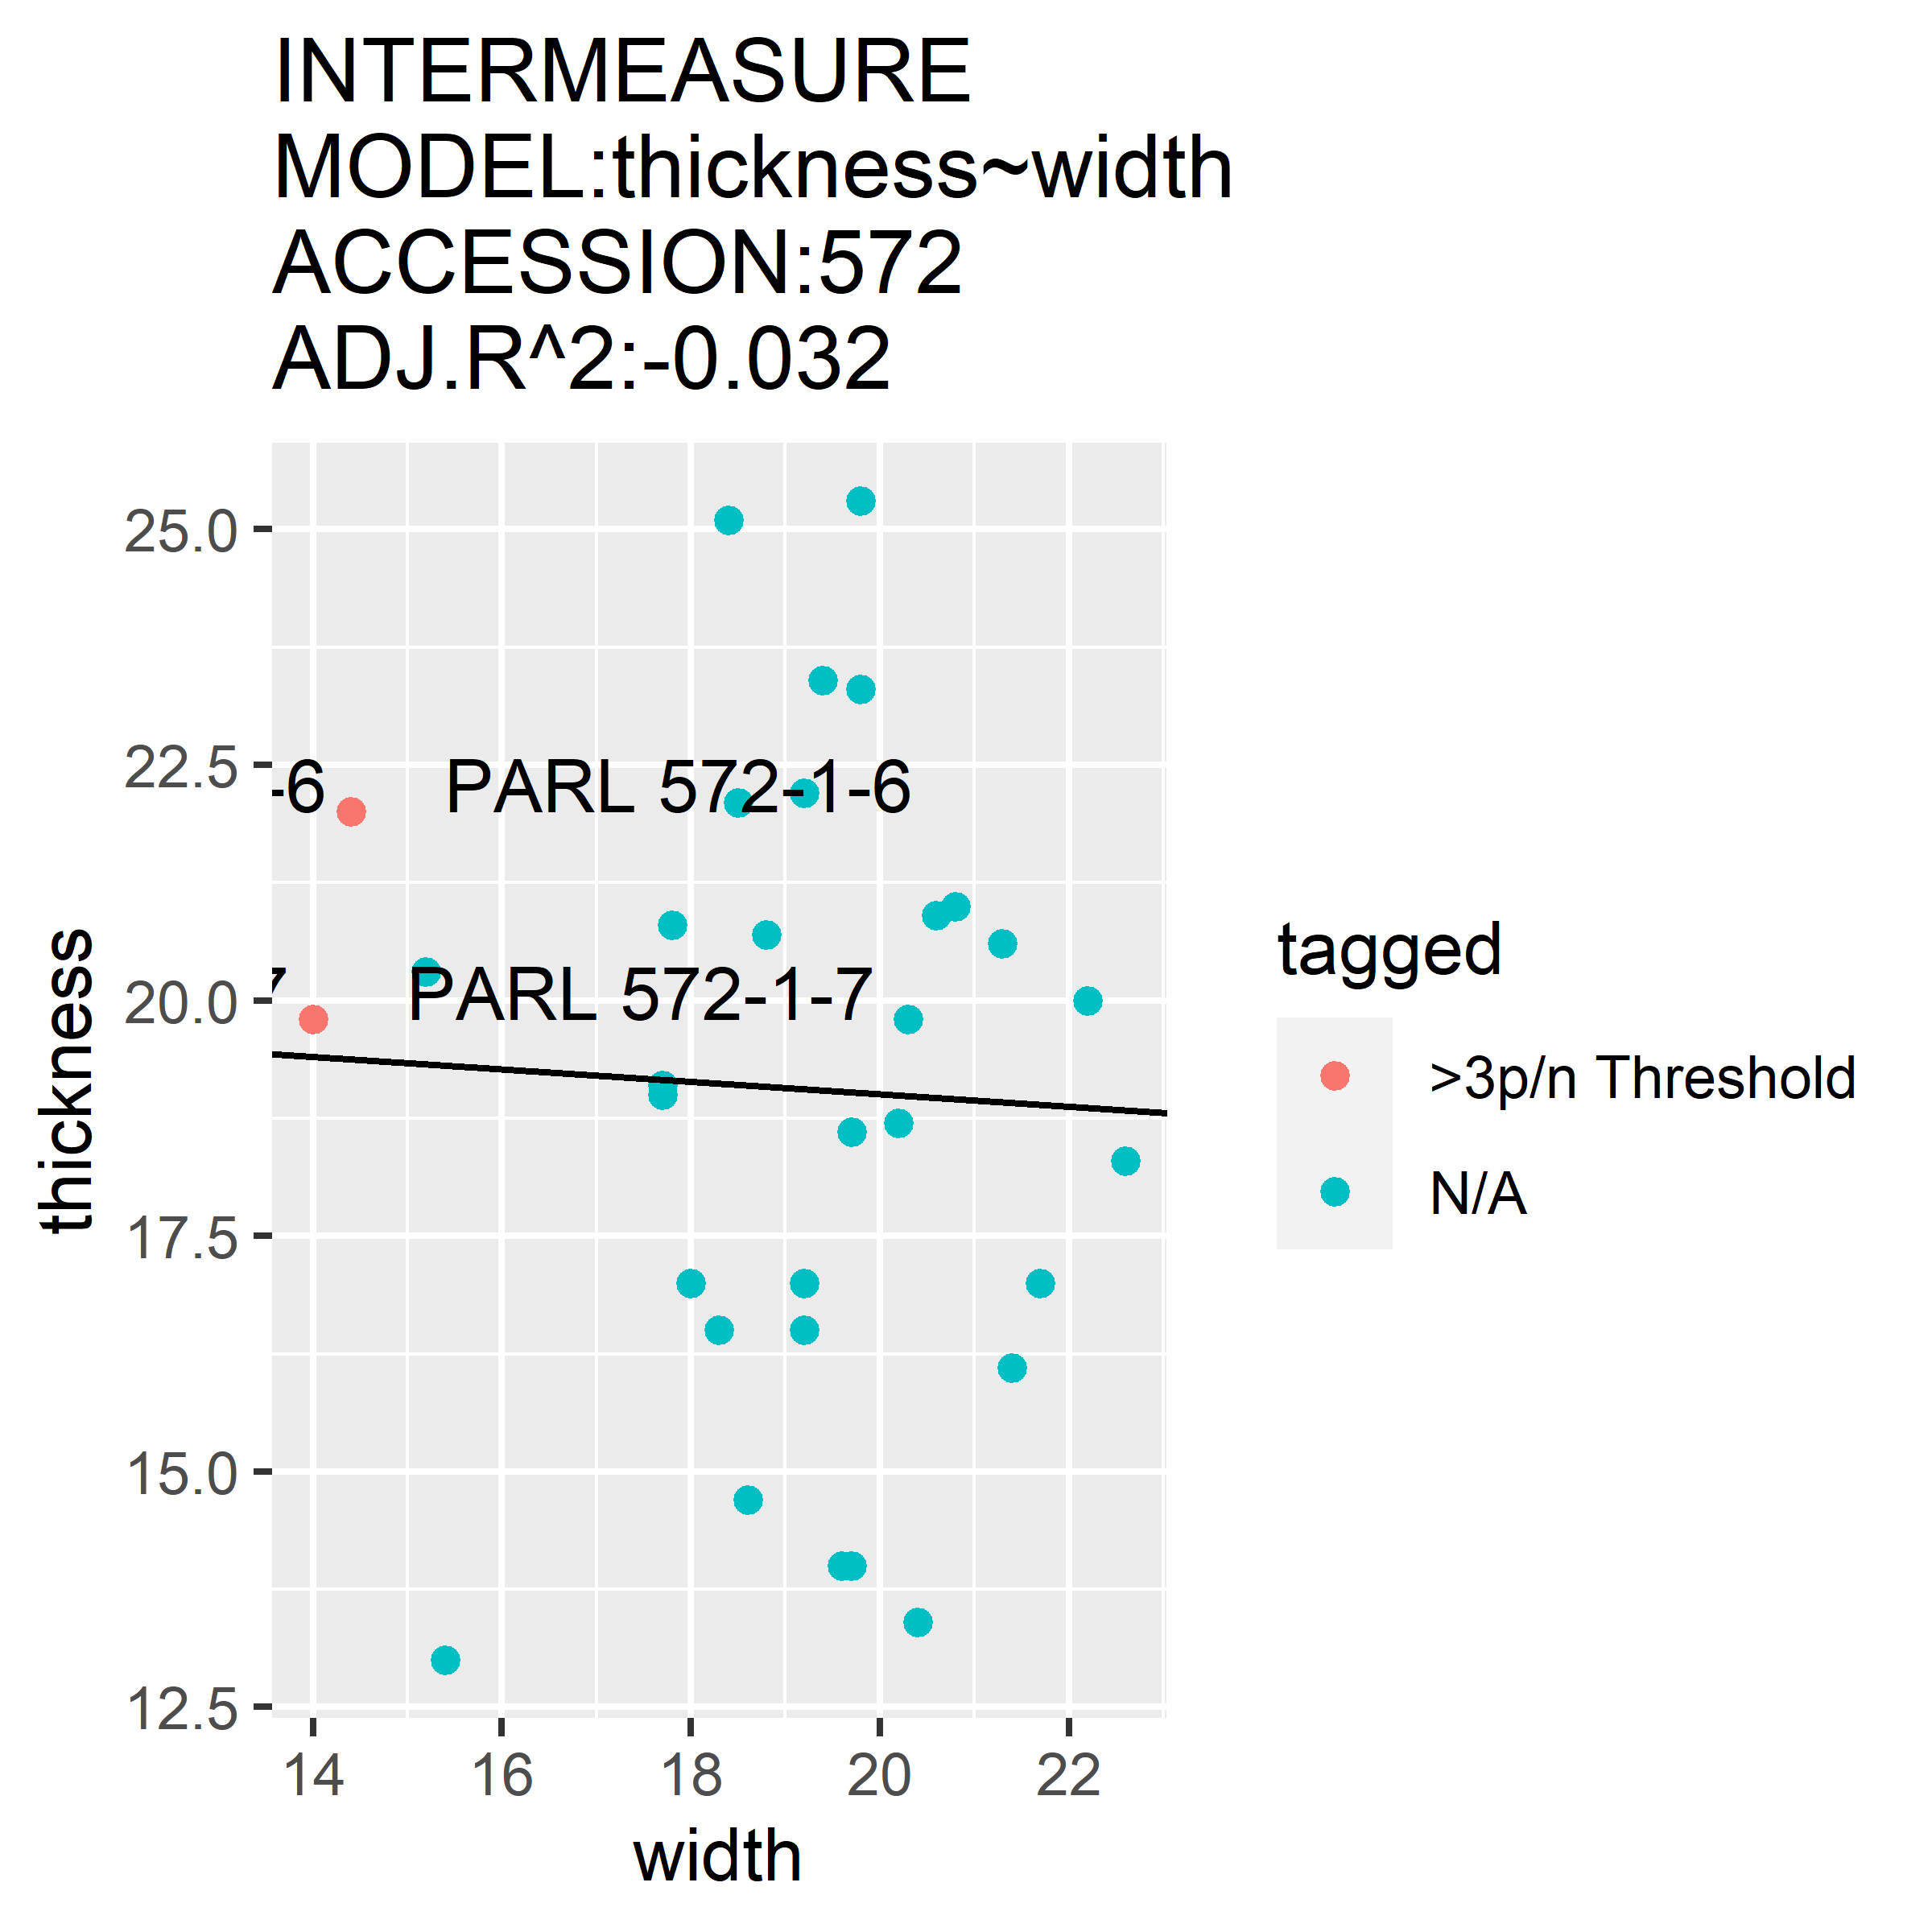 INTERMEASURE
MODEL:thickness~width
ACCESSION:572
ADJ.R^2:-0.032
25.0
22.5
-6 PARL 572-1-6
20.0
7 PARL 572-1-7
17.5
15.0
12.5
14 16 18 20 22
width
thickness
tagged
>3p/n Threshold
N/A